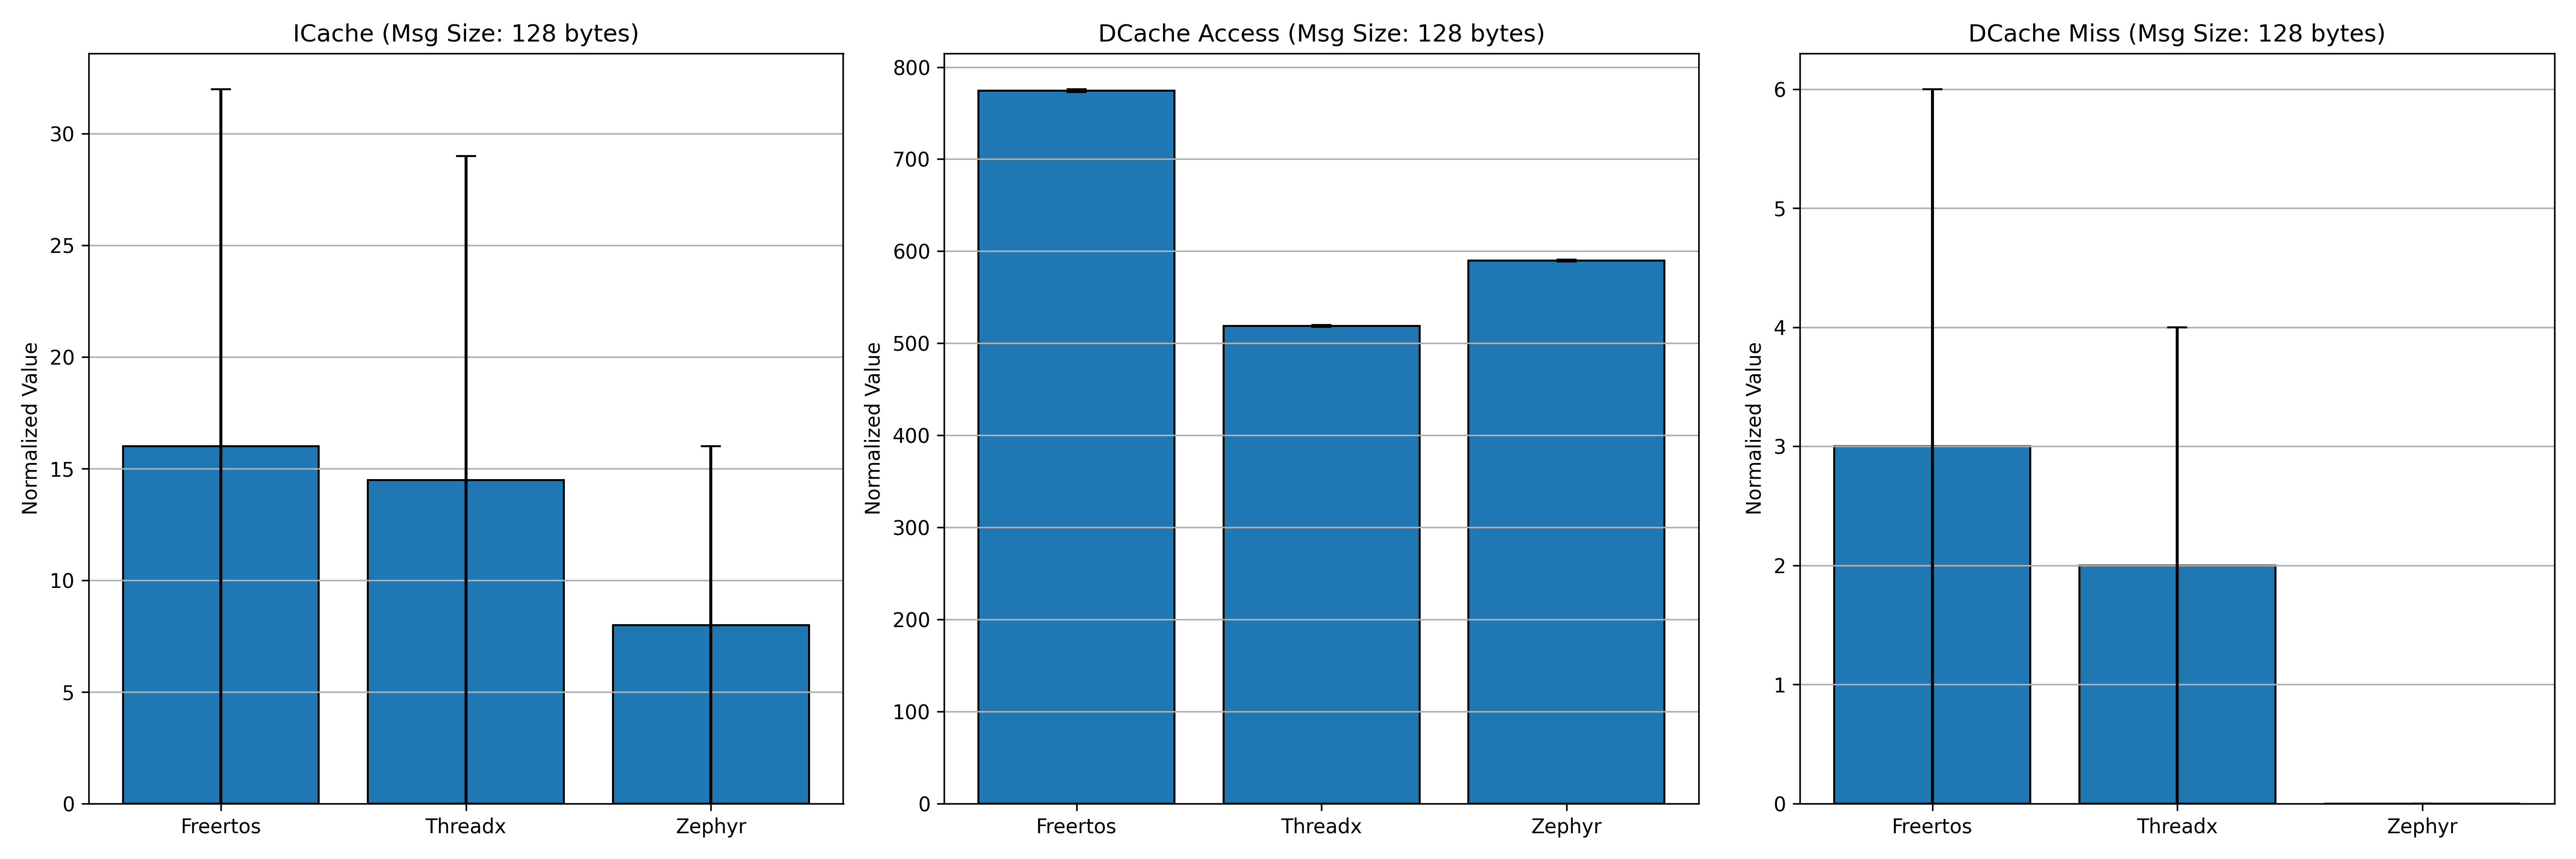 ICache (Msg Size: 128 bytes)
Normalized Value
30
25
20
15
10
5
0
Freertos Threadx Zephyr
DCache Access (Msg Size: 128 bytes)
Normalized Value
800
700
600
500
400
300
200
100
0
Freertos Threadx Zephyr
DCache Miss (Msg Size: 128 bytes)
Normalized Value
6
5
4
3
2
1
0
Freertos Threadx Zephyr